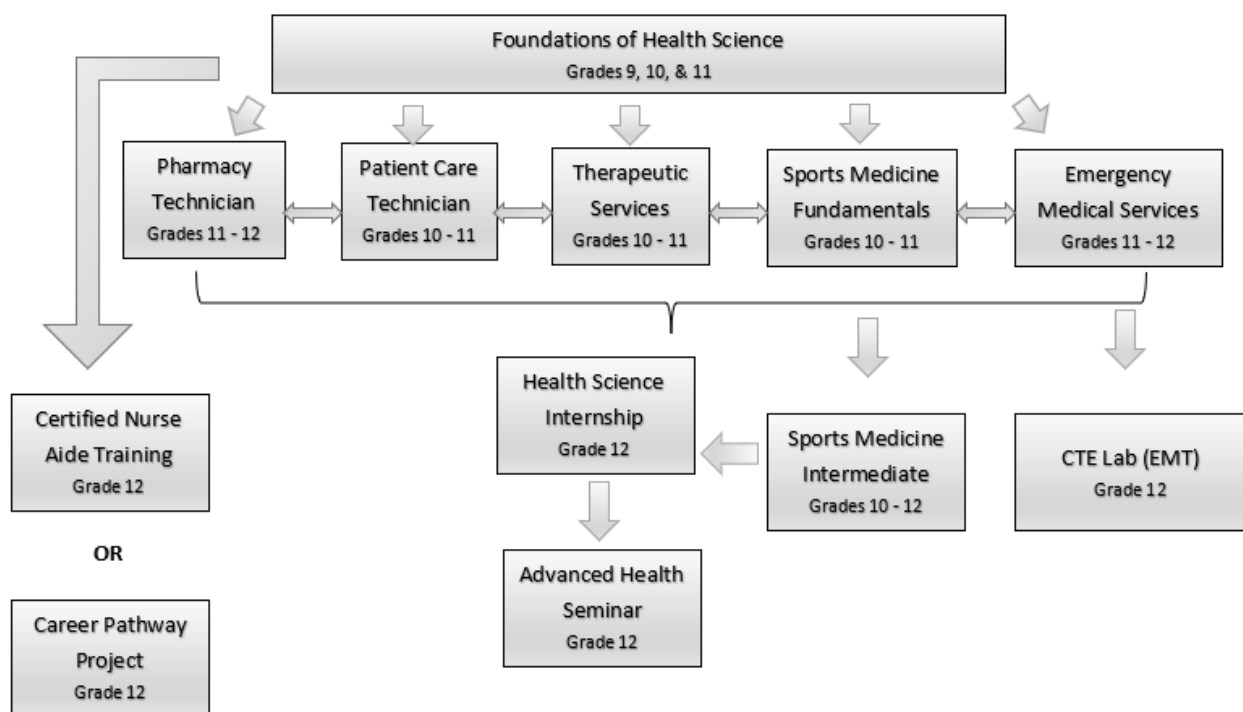 Foundations of Health Science
Grades 9, 10, & 11
Pharmacy
Technician
Grades 11 - 12
Patient Care
Technician
Grades 10 - 11
Therapeutic
Services
Grades 10 - 11
Sports Medicine
Fundamentals
Grades 10 - 11
Emergency
Medical Services
Grades 11 - 12
Health Science
Internship
Grade 12
Certified Nurse
Aide Training
Grade 12
Sports Medicine
Intermediate
Grades 10 - 12
CTE Lab (EMT)
Grade 12
OR
Advanced Health
Seminar
Grade 12
Career Pathway
Project
Grade 12